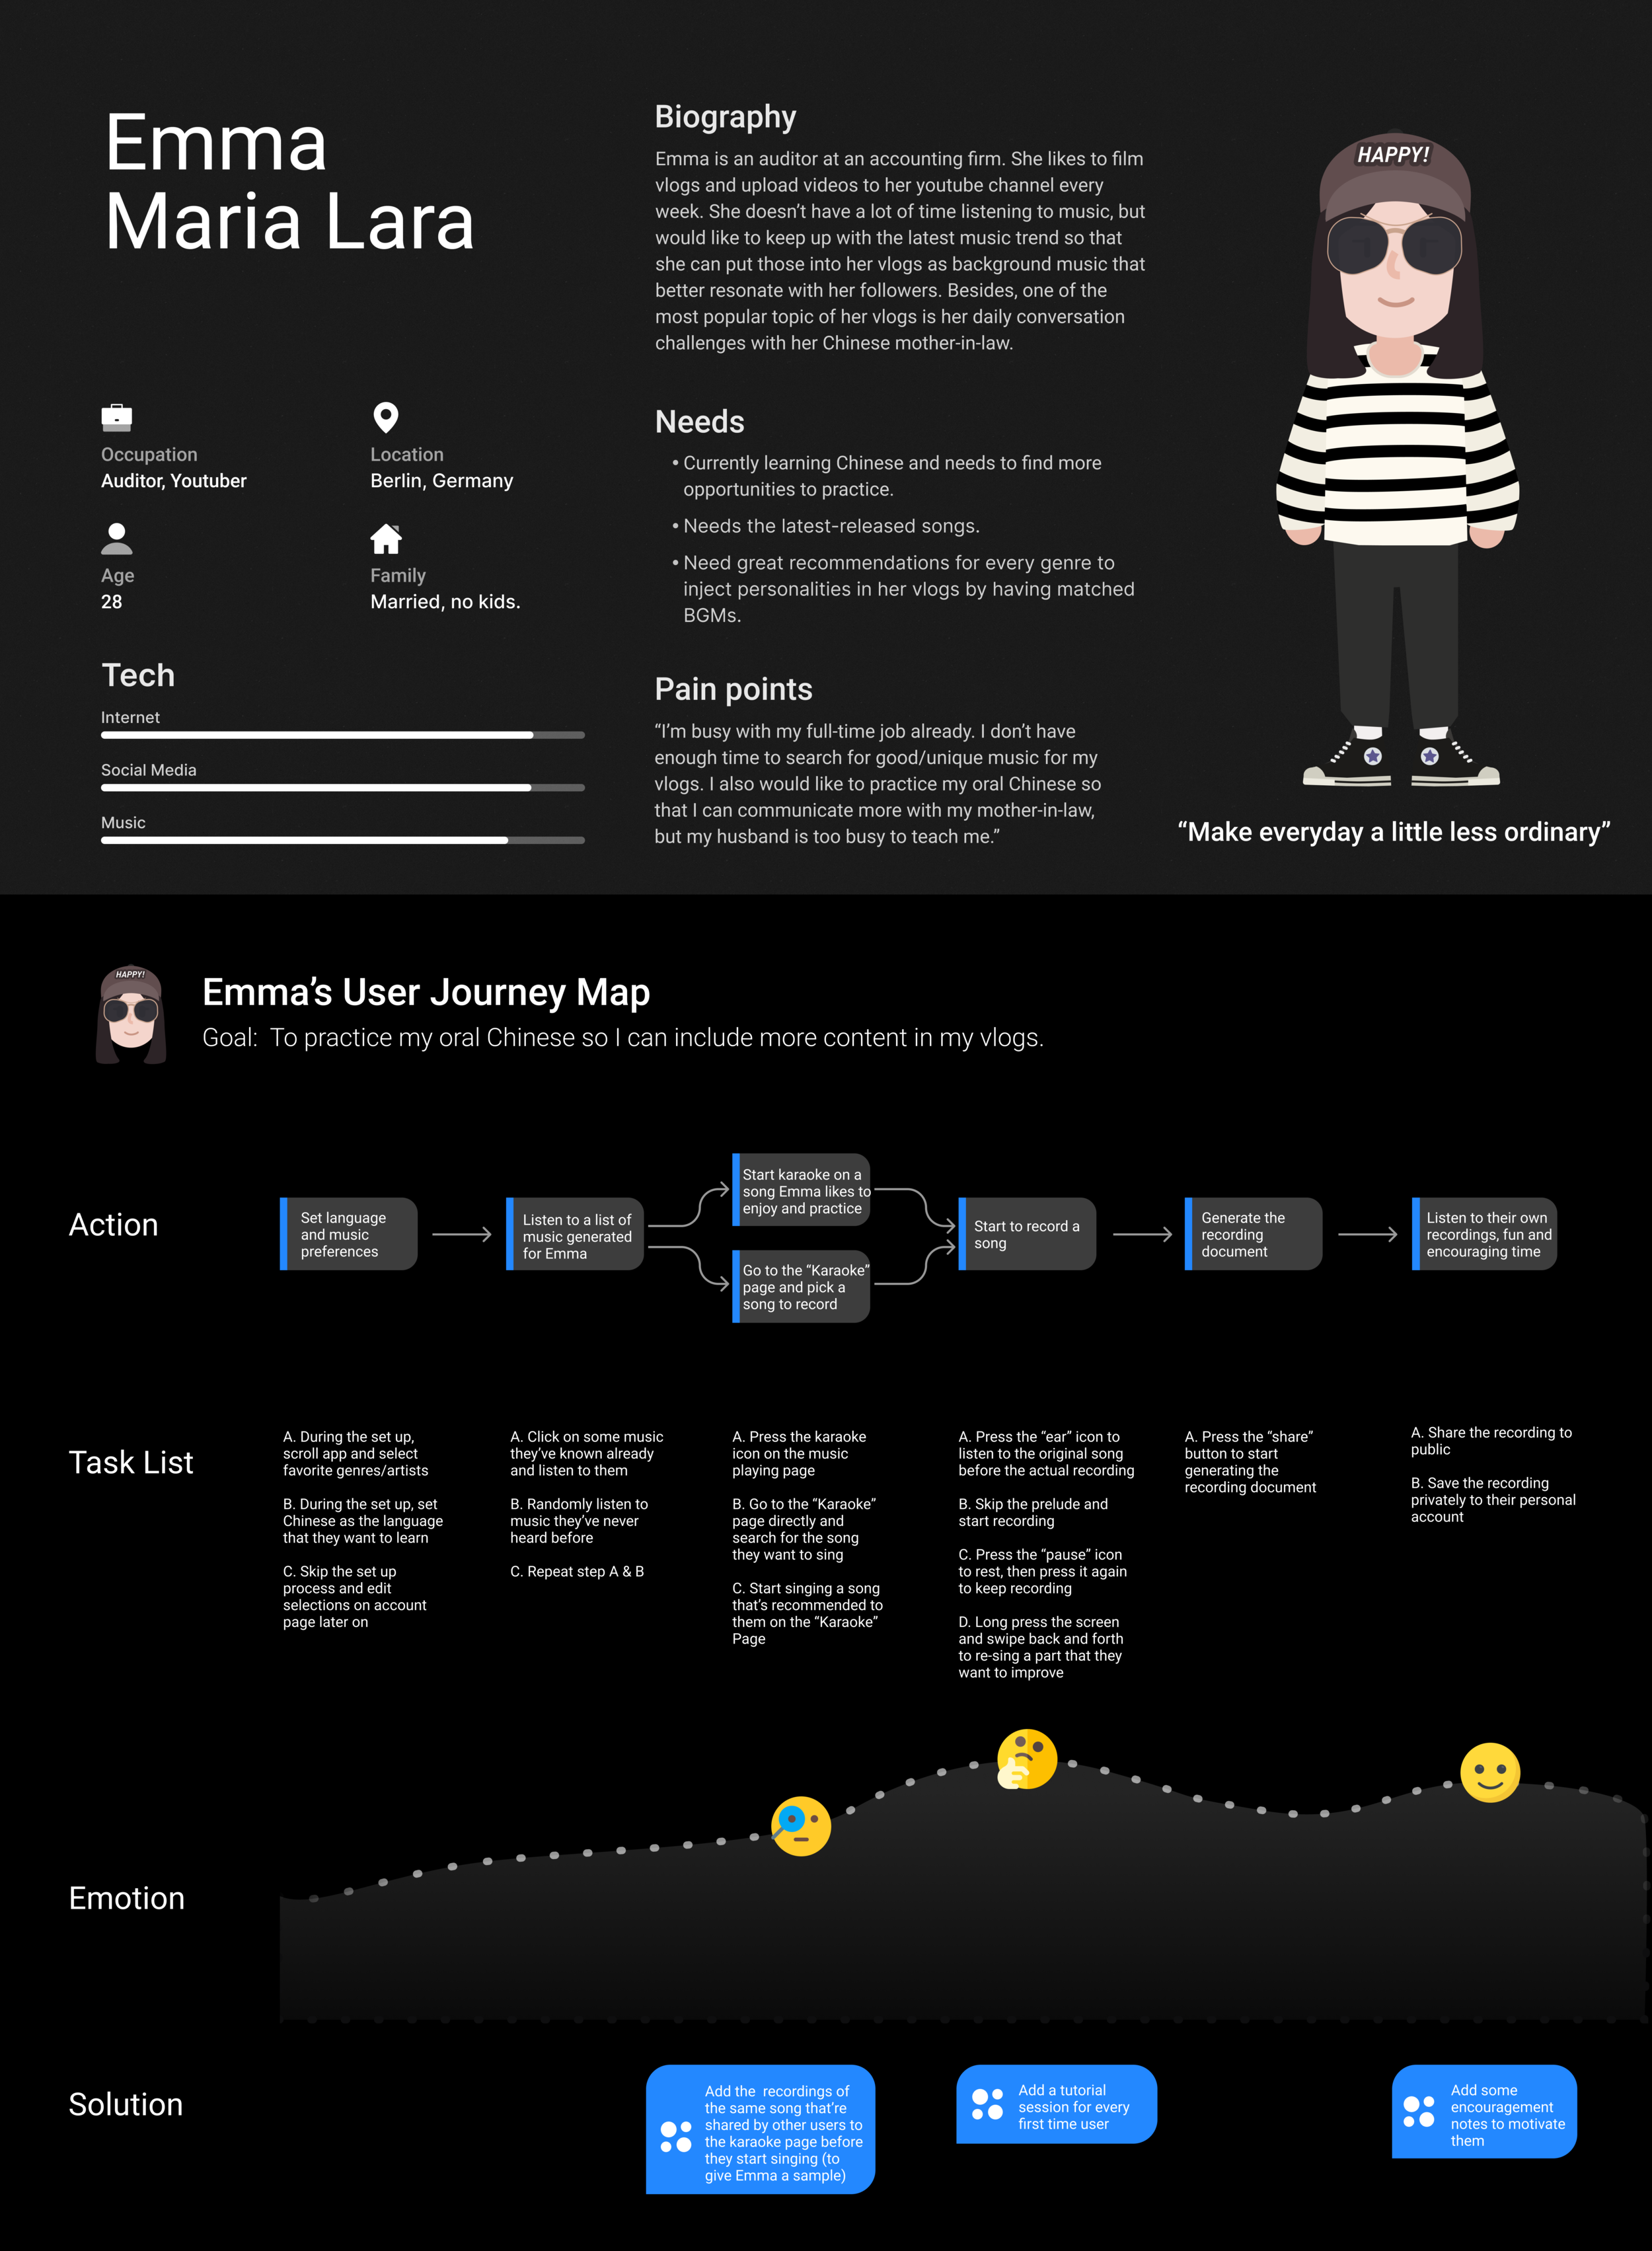 Emma
Maria Lara
Occupation
Auditor, Youtuber
Location
Berlin, Germany
Age
28
Family
Married, no kids.
Tech
Internet
Social Media
Music
Biography
Emma is an auditor at an accounting firm. She likes to film
vlogs and upload videos to her youtube channel every
week. She doesn’t have a lot of time listening to music, but
would like to keep up with the latest music trend so that
she can put those into her vlogs as background music that
better resonate with her followers. Besides, one of the
most popular topic of her vlogs is her daily conversation
challenges with her Chinese mother-in-law.
Needs
• Currently learning Chinese and needs to find more
opportunities to practice.
• Needs the latest-released songs.
• Need great recommendations for every genre to
inject personalities in her vlogs by having matched
BGMs.
Pain points
“I’m busy with my full-time job already. I don’t have
enough time to search for good/unique music for my
vlogs. I also would like to practice my oral Chinese so
that I can communicate more with my mother-in-law,
but my husband is too busy to teach me.”
HAPPY!
“Make everyday a little less ordinary”
HAPPY!
Emma’s User Journey Map
Goal: To practice my oral Chinese so I can include more content in my vlogs.
Action
Set language
and music
preferences
Listen to a list of
music generated
for Emma
Start karaoke on a
song Emma likes to
enjoy and practice
Go to the “Karaoke”
page and pick a
song to record
Start to record a
song
Generate the
recording
document
Listen to their own
recordings, fun and
encouraging time
Task List
A. During the set up,
scroll app and select
favorite genres/artists
B. During the set up, set
Chinese as the language
that they want to learn
C. Skip the set up
process and edit
selections on account
page later on
A. Click on some music
they’ve known already
and listen to them
B. Randomly listen to
music they’ve never
heard before
C. Repeat step A & B
A. Press the karaoke
icon on the music
playing page
B. Go to the “Karaoke”
page directly and
search for the song
they want to sing
C. Start singing a song
that’s recommended to
them on the “Karaoke”
Page
A. Press the “ear” icon to
listen to the original song
before the actual recording
B. Skip the prelude and
start recording
C. Press the “pause” icon
to rest, then press it again
to keep recording
D. Long press the screen
and swipe back and forth
to re-sing a part that they
want to improve
A. Press the “share”
button to start
generating the
recording document
A. Share the recording to
public
B. Save the recording
privately to their personal
account
Emotion
Solution
Add the recordings of
the same song that’re
shared by other users to
the karaoke page before
they start singing (to
give Emma a sample)
Add a tutorial
session for every
first time user
Add some
encouragement
notes to motivate
them